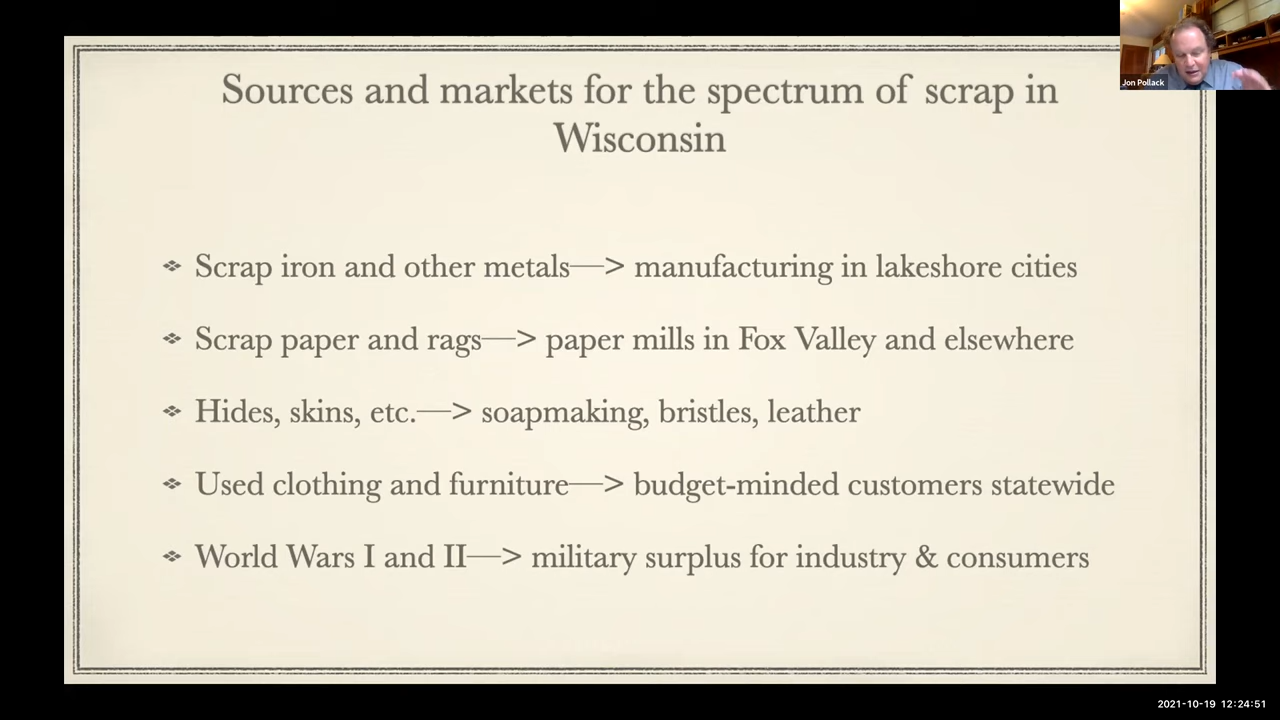 Sources and markets for the spectrum of scrap in
Wisconsin
Jon Pollack
❖ Scrap iron and other metals—> manufacturing in lakeshore cities
❖ Scrap paper and rags—> paper mills in Fox Valley and elsewhere
❖ Hides, skins, etc.—> soapmaking, bristles, leather
❖ Used clothing and furniture—> budget-minded customers statewide
❖ World Wars I and II—> military surplus for industry & consumers
2021-10-19 12:24:51